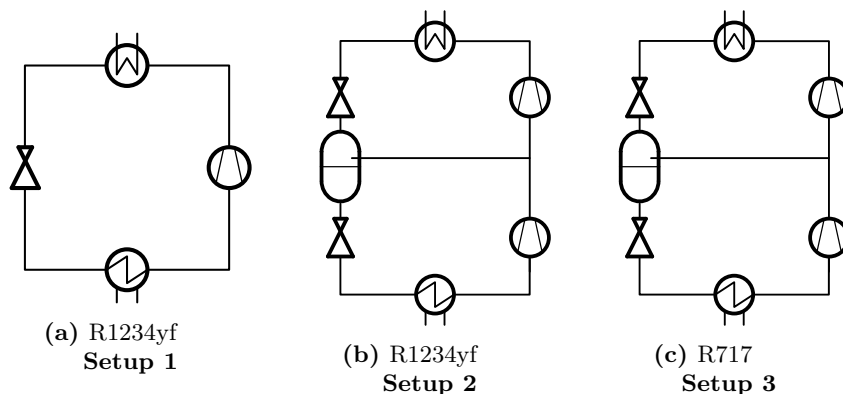 (a) R1234yf
Setup 1
(b) R1234yf
Setup 2
(c) R717
Setup 3